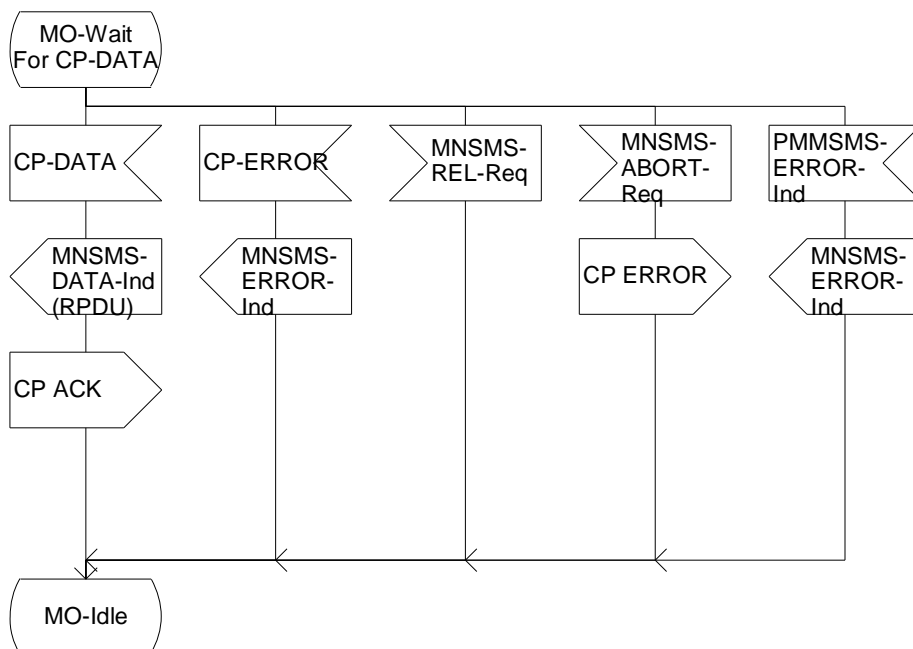 MO-Wait
For CP-DATA
CP-DATA
CP-ERROR
MNSMS-
REL-Req
MNSMS-
ABORT-
Req
PMMSMS-
ERROR-
Ind
MNSMS-
DATA-Ind
(RPDU)
MNSMS-
ERROR-
Ind
CP ERROR
MNSMS-
ERROR-
Ind
CP ACK
MO-Idle